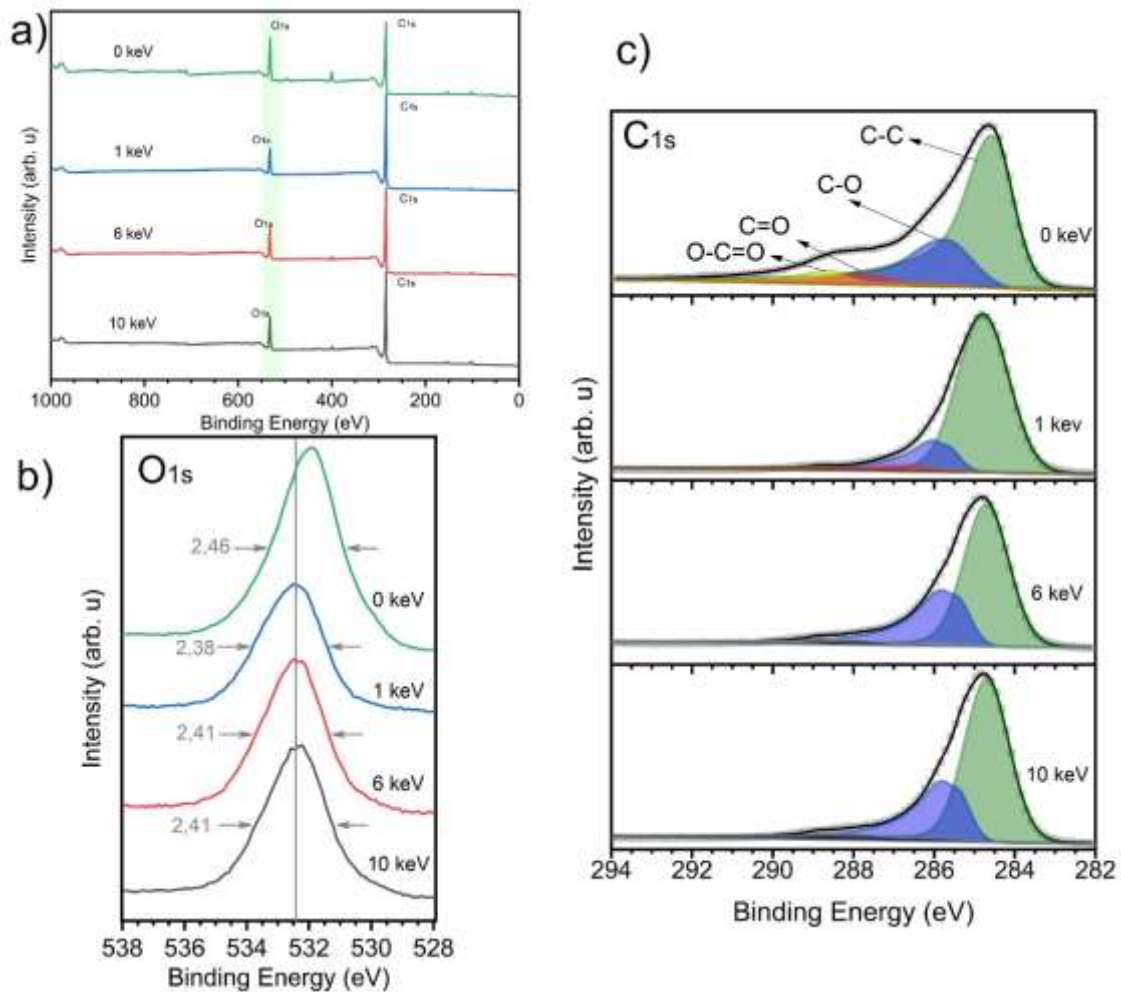 a)
O1s
C1s
0 keV
C1s
O1s
1 keV
C1s
O1s
6 keV
C1s
O1s
10 keV
Intensity (arb. u)
1000 800 600 400 200 0
Binding Energy (eV)
b)
O1s
2,46
0 keV
2,38
1 keV
2,41
6 keV
2,41
10 keV
Intensity (arb. u)
538 536 534 532 530 528
Binding Energy (eV)
c)
C1s
C-C
C-O
C=O
O-C=O
0 keV
1 kev
6 keV
10 keV
Intensity (arb. u)
294 292 290 288 286 284 282
Binding Energy (eV)